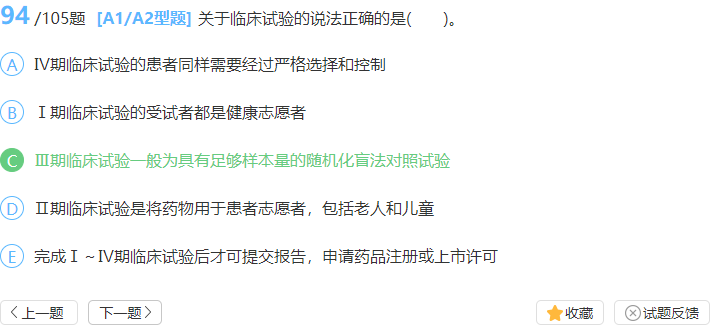 94/105题 [A1/A2型题] 关于临床试验的说法正确的是( )。
A Ⅳ期临床试验的患者同样需要经过严格选择和控制
B Ⅰ期临床试验的受试者都是健康志愿者
C Ⅲ期临床试验一般为具有足够样本量的随机化盲法对照试验
D Ⅱ期临床试验是将药物用于患者志愿者，包括老人和儿童
E 完成Ⅰ～Ⅳ期临床试验后才可提交报告，申请药品注册或上市许可
上一题 下一题 收藏 试题反馈